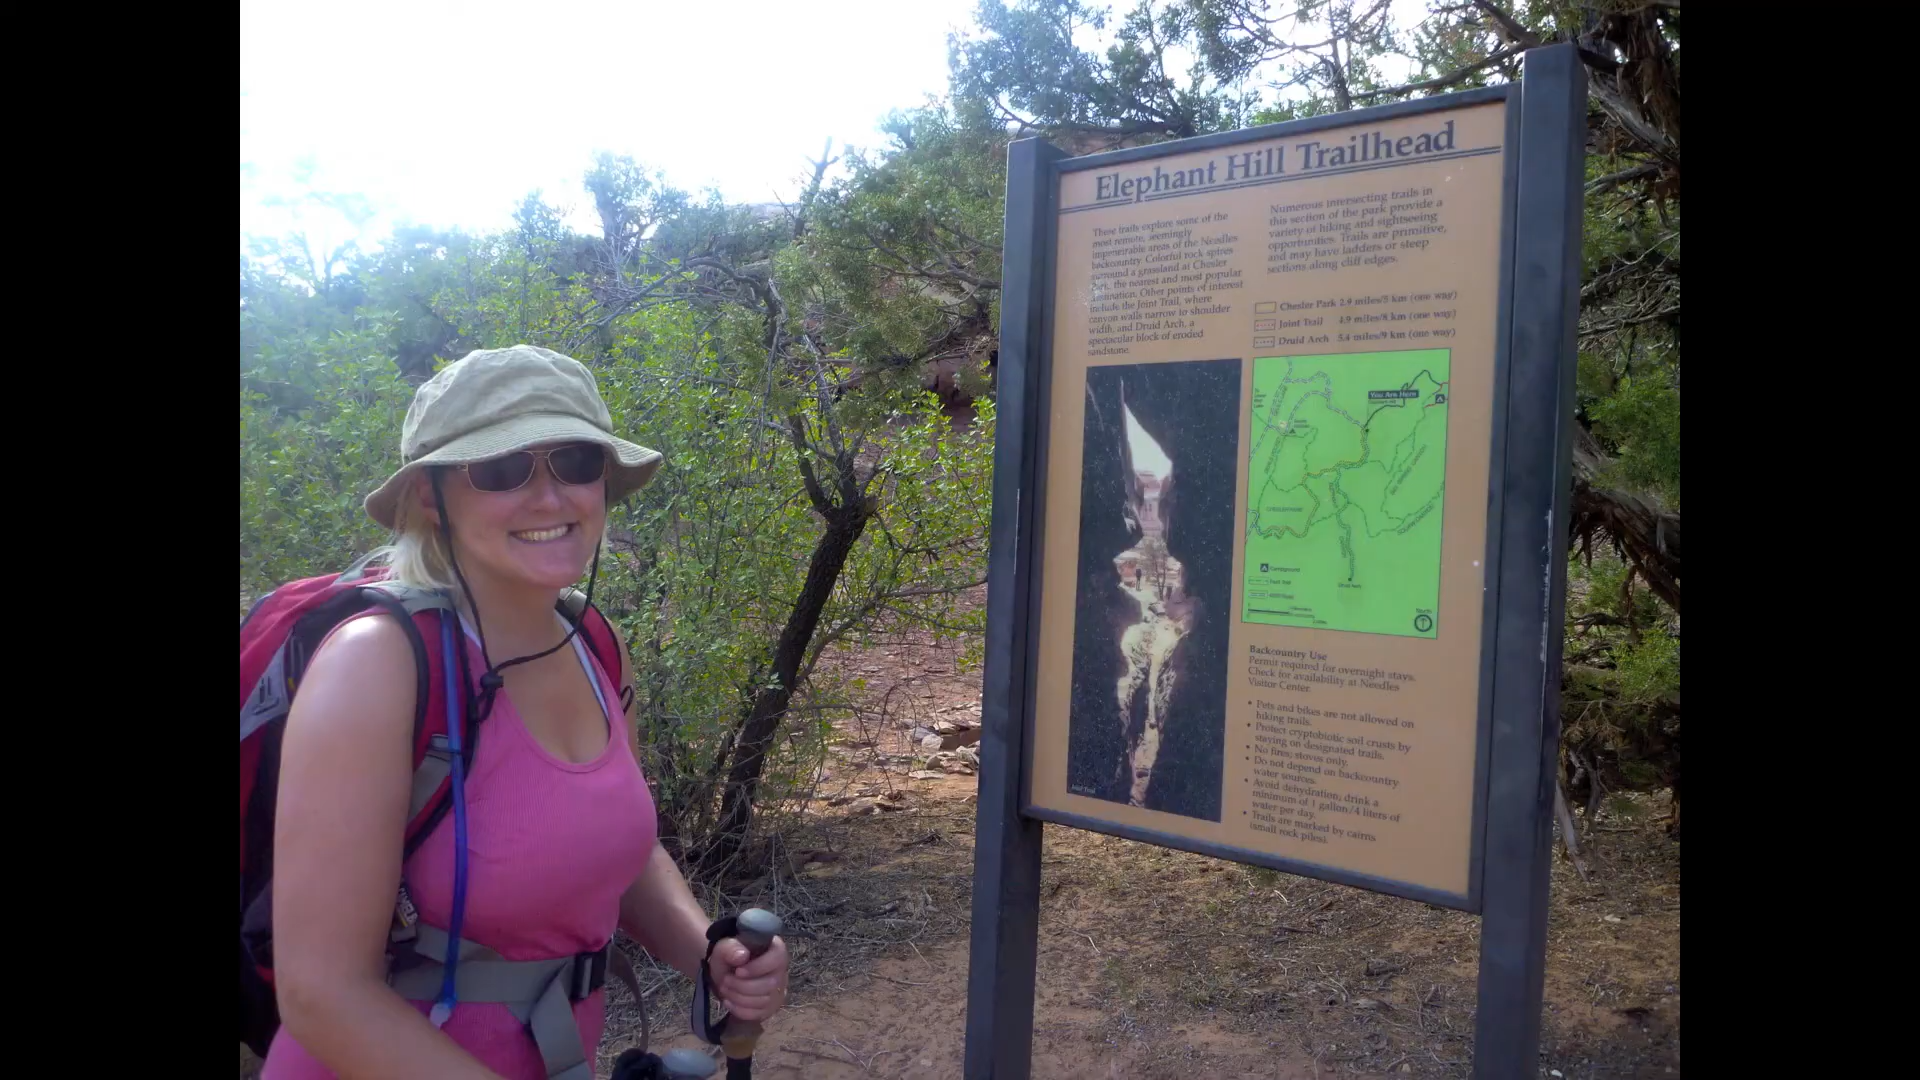 Elephant Hill Trailhead
These trails explore some of the
most remote, seemingly
impenetrable areas of the Needles
backcountry. Colorful rock spires
surround a grassland at Chesler
Park, the nearest and most popular
destination. Other points of interest
include the Joint Trail, where
canyon walls narrow to shoulder
width, and Druid Arch, a
spectacular block of eroded
sandstone.
Numerous intersecting trails in
this section of the park provide a
variety of hiking and sightseeing
opportunities. Trails are primitive,
and may have ladders or steep
sections along cliff edges.
Chesler Park 2.9 miles/5 km (one way)
Joint Trail 4.9 miles/8 km (one way)
Druid Arch 5.4 miles/9 km (one way)
You Are Here
Campground
Druid Arch
North
Joint Trail
Backcountry Use
Permit required for overnight stays.
Check for availability at Needles
Visitor Center.
• Pets and bikes are not allowed on
hiking trails.
• Protect cryptobiotic soil crusts by
staying on designated trails.
• No fires; stoves only.
• Do not depend on backcountry
water sources.
• Avoid dehydration; drink a
minimum of 1 gallon/4 liters of
water per day.
• Trails are marked by cairns
(small rock piles).